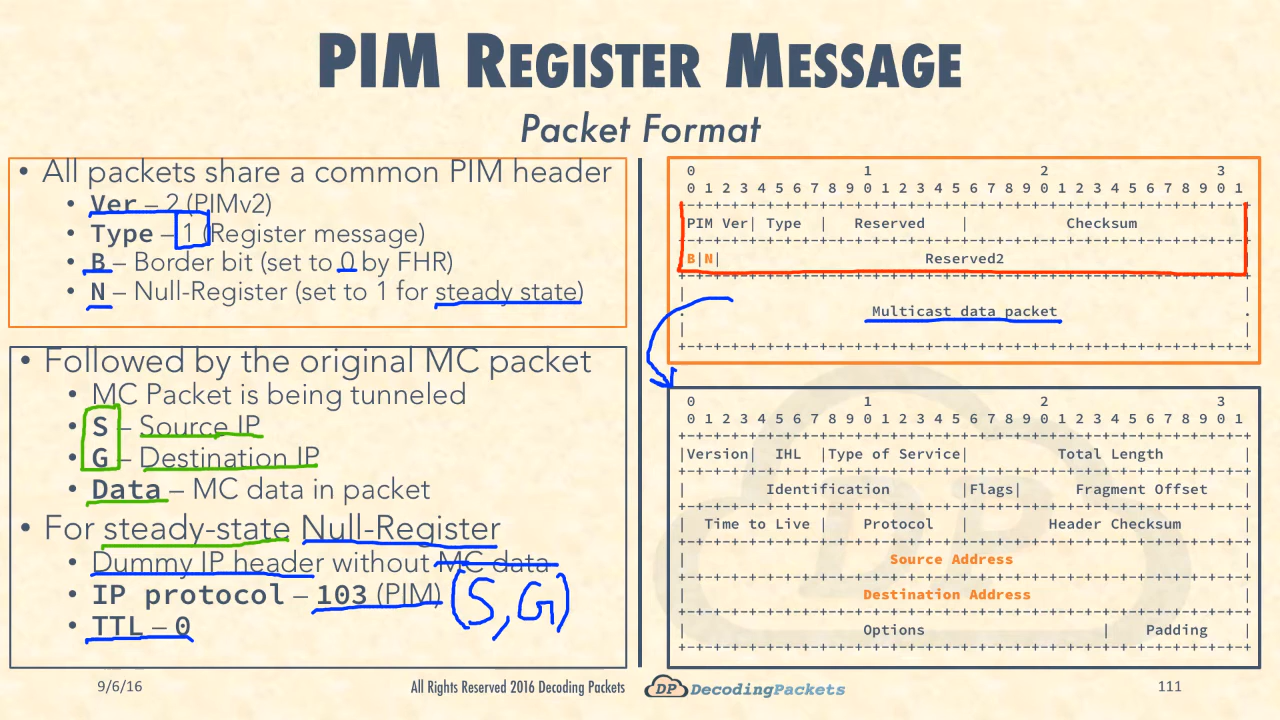 PIM REGISTER MESSAGE
Packet Format
• All packets share a common PIM header
• Ver – 2 (PIMv2)
• Type – 1 (Register message)
• B – Border bit (set to 0 by FHR)
• N – Null-Register (set to 1 for steady state)
• Followed by the original MC packet
• MC Packet is being tunneled
• S – Source IP
• G – Destination IP
• Data – MC data in packet
• For steady-state Null-Register
• Dummy IP header without MC data
• IP protocol – 103 (PIM)
• TTL – 0
(S,G)
0 1 2 3
0 1 2 3 4 5 6 7 8 9 0 1 2 3 4 5 6 7 8 9 0 1 2 3 4 5 6 7 8 9 0 1
+-+-+-+-+-+-+-+-+-+-+-+-+-+-+-+-+-+-+-+-+-+-+-+-+-+-+-+-+-+-+-+-+
|PIM Ver| Type | Reserved | Checksum |
+-+-+-+-+-+-+-+-+-+-+-+-+-+-+-+-+-+-+-+-+-+-+-+-+-+-+-+-+-+-+-+-+
|B|N| Reserved2 |
+-+-+-+-+-+-+-+-+-+-+-+-+-+-+-+-+-+-+-+-+-+-+-+-+-+-+-+-+-+-+-+-+
| |
. Multicast data packet .
| |
+-+-+-+-+-+-+-+-+-+-+-+-+-+-+-+-+-+-+-+-+-+-+-+-+-+-+-+-+-+-+-+-+
0 1 2 3
0 1 2 3 4 5 6 7 8 9 0 1 2 3 4 5 6 7 8 9 0 1 2 3 4 5 6 7 8 9 0 1
+-+-+-+-+-+-+-+-+-+-+-+-+-+-+-+-+-+-+-+-+-+-+-+-+-+-+-+-+-+-+-+-+
|Version| IHL |Type of Service| Total Length |
+-+-+-+-+-+-+-+-+-+-+-+-+-+-+-+-+-+-+-+-+-+-+-+-+-+-+-+-+-+-+-+-+
| Identification |Flags| Fragment Offset |
+-+-+-+-+-+-+-+-+-+-+-+-+-+-+-+-+-+-+-+-+-+-+-+-+-+-+-+-+-+-+-+-+
| Time to Live | Protocol | Header Checksum |
+-+-+-+-+-+-+-+-+-+-+-+-+-+-+-+-+-+-+-+-+-+-+-+-+-+-+-+-+-+-+-+-+
| Source Address |
+-+-+-+-+-+-+-+-+-+-+-+-+-+-+-+-+-+-+-+-+-+-+-+-+-+-+-+-+-+-+-+-+
| Destination Address |
+-+-+-+-+-+-+-+-+-+-+-+-+-+-+-+-+-+-+-+-+-+-+-+-+-+-+-+-+-+-+-+-+
| Options | Padding |
+-+-+-+-+-+-+-+-+-+-+-+-+-+-+-+-+-+-+-+-+-+-+-+-+-+-+-+-+-+-+-+-+
9/6/16
All Rights Reserved 2016 Decoding Packets
DP DecodingPackets
111